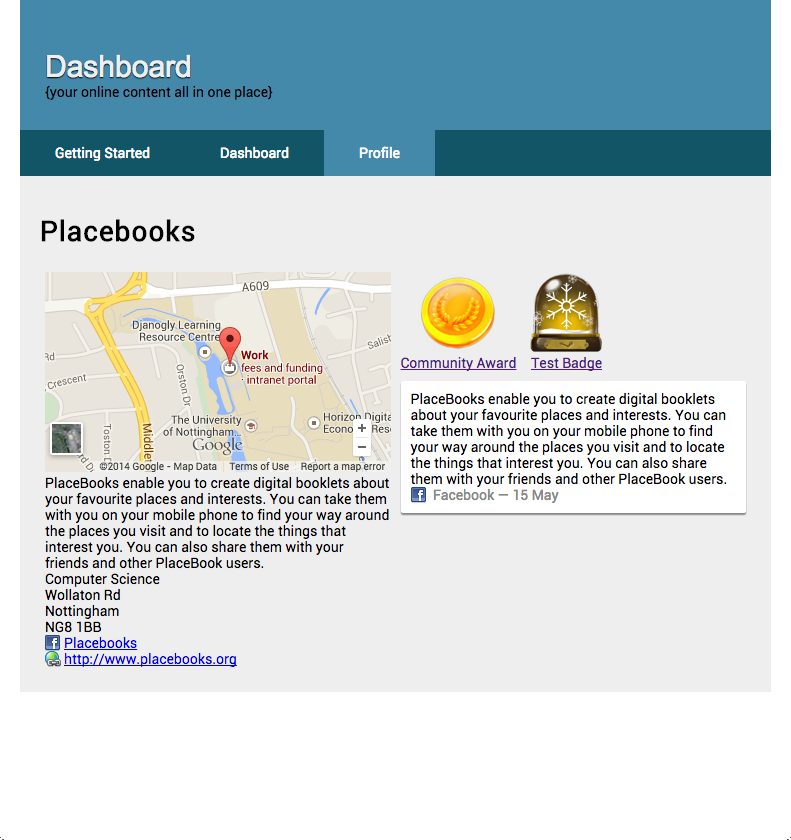 Dashboard
{your online content all in one place}
Getting Started
Dashboard
Profile
Placebooks
A609
Djanogly Learning
Resource Centre
Salisb
Work
fees and funding
- intranet portal
Rd
Crescent
Orston Dr
Toston D
Middlet
The University
of Nottingham
Horizon Digita
Econo
Res
Google
+
−
©2014 Google - Map Data
Terms of Use
Report a map error
Community Award
Test Badge
PlaceBooks enable you to create digital booklets
about your favourite places and interests. You can
take them with you on your mobile phone to find
your way around the places you visit and to locate
the things that interest you. You can also share
them with your friends and other PlaceBook users.
Facebook — 15 May
PlaceBooks enable you to create digital booklets about
your favourite places and interests. You can take them
with you on your mobile phone to find your way around
the places you visit and to locate the things that
interest you. You can also share them with your
friends and other PlaceBook users.
Computer Science
Wollaton Rd
Nottingham
NG8 1BB
Placebooks
http://www.placebooks.org